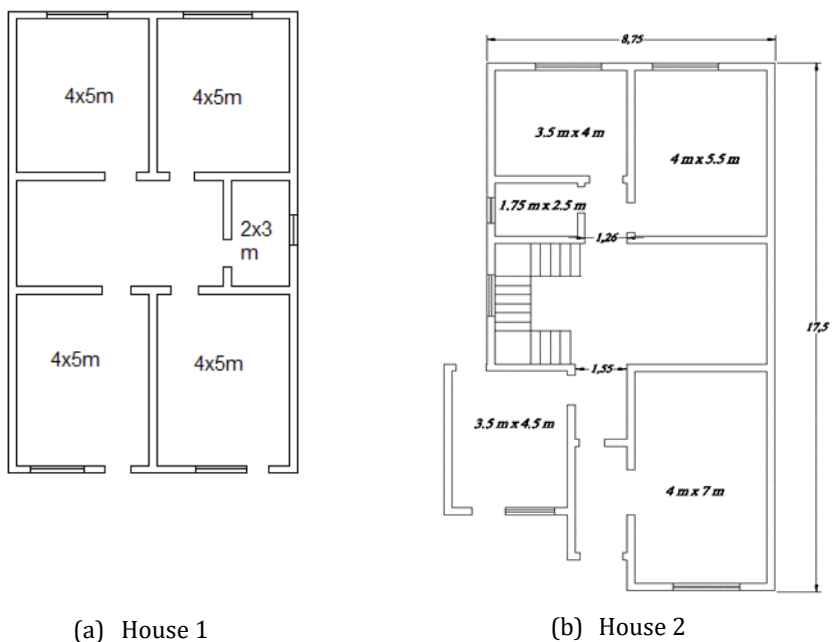 4x5m
4x5m
2x3
m
4x5m
4x5m
(a) House 1
8,75
3.5 m x 4 m
4 m x 5.5 m
1.75 m x 2.5 m
1,26
17,5
1,55
3.5 m x 4.5 m
4 m x 7 m
(b) House 2